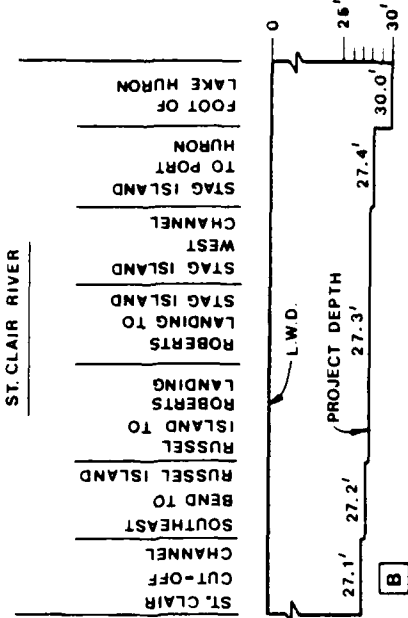 ST. CLAIR RIVER
ST. CLAIR
CUT-OFF
CHANNEL
SOUTHEAST
BEND TO
RUSSEL ISLAND
RUSSEL
ISLAND TO
ROBERTS
LANDING
ROBERTS
LANDING TO
STAG ISLAND
STAG ISLAND
WEST
CHANNEL
STAG ISLAND
TO PORT
HURON
FOOT OF
LAKE HURON
0
25'
30'
L.W.D.
PROJECT DEPTH
27.1'
27.2'
27.3'
27.4'
30.0'
B